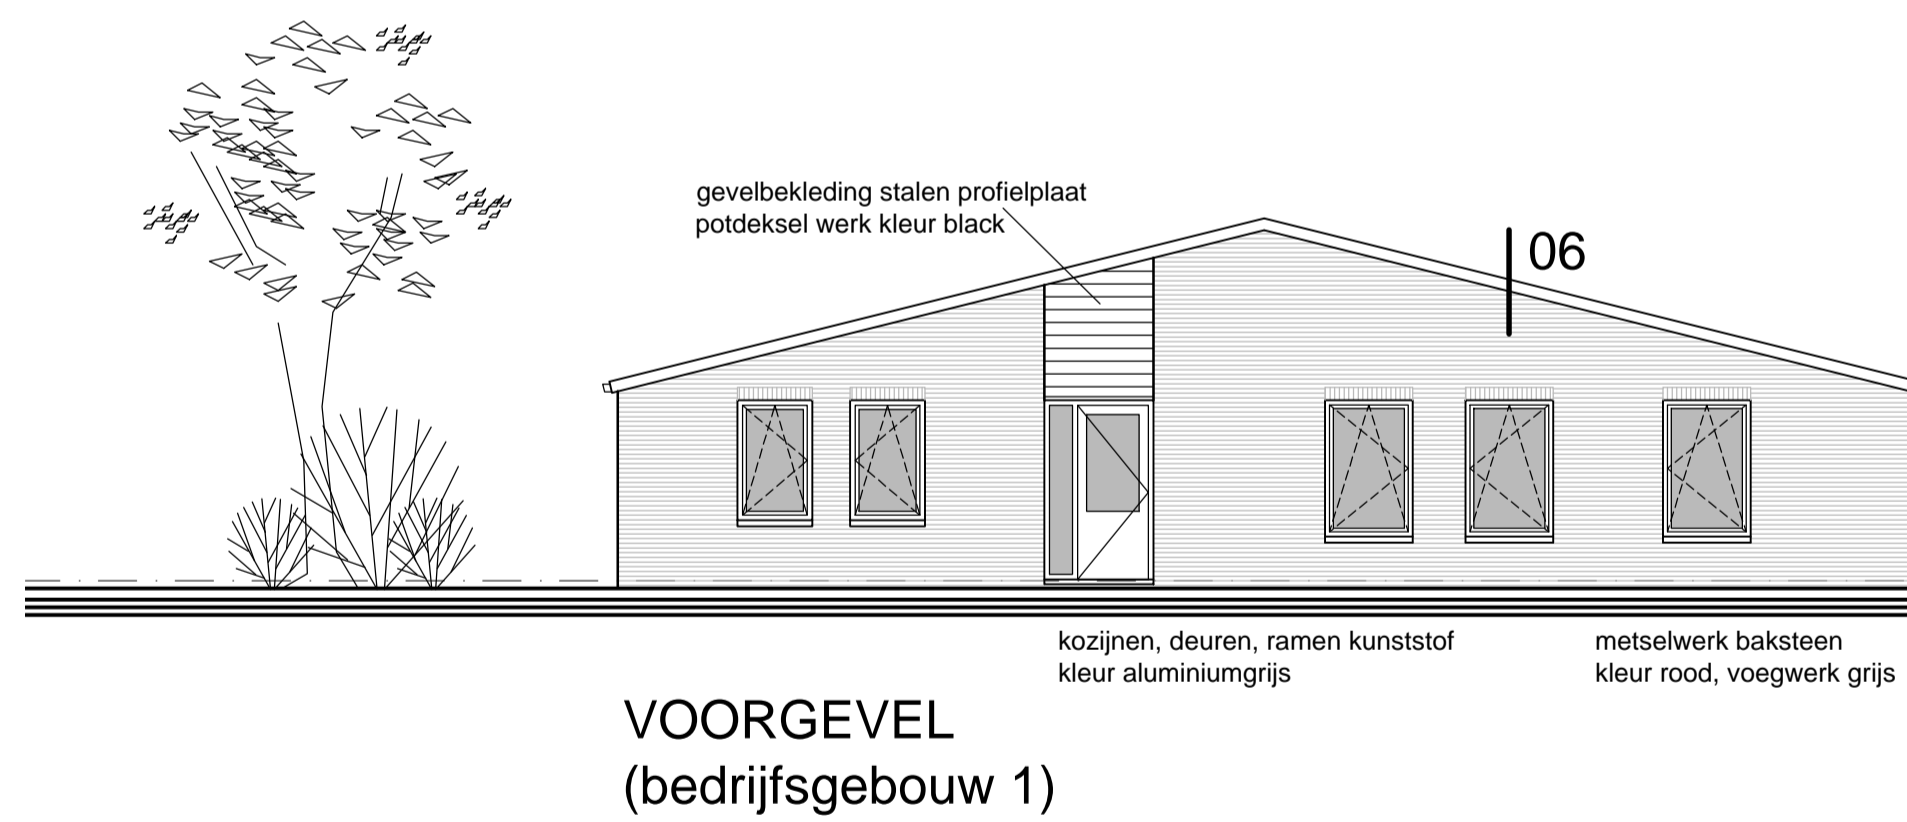 gevelbekleding stalen profielplaat
potdeksel werk kleur black
06
kozijnen, deuren, ramen kunststof
kleur aluminiumgrijs
metselwerk baksteen
kleur rood, voegwerk grijs
VOORGEVEL
(bedrijfsgebouw 1)